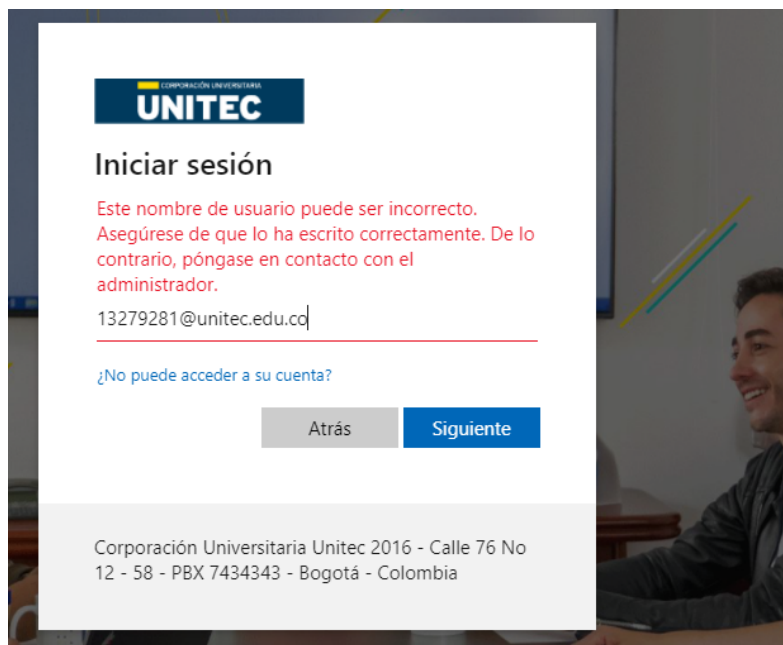 CORPORACIÓN UNIVERSITARIA
UNITEC
Iniciar sesión
Este nombre de usuario puede ser incorrecto.
Asegúrese de que lo ha escrito correctamente. De lo
contrario, póngase en contacto con el
administrador.
13279281@unitec.edu.co
¿No puede acceder a su cuenta?
Atrás
Siguiente
Corporación Universitaria Unitec 2016 - Calle 76 No
12 - 58 - PBX 7434343 - Bogotá - Colombia